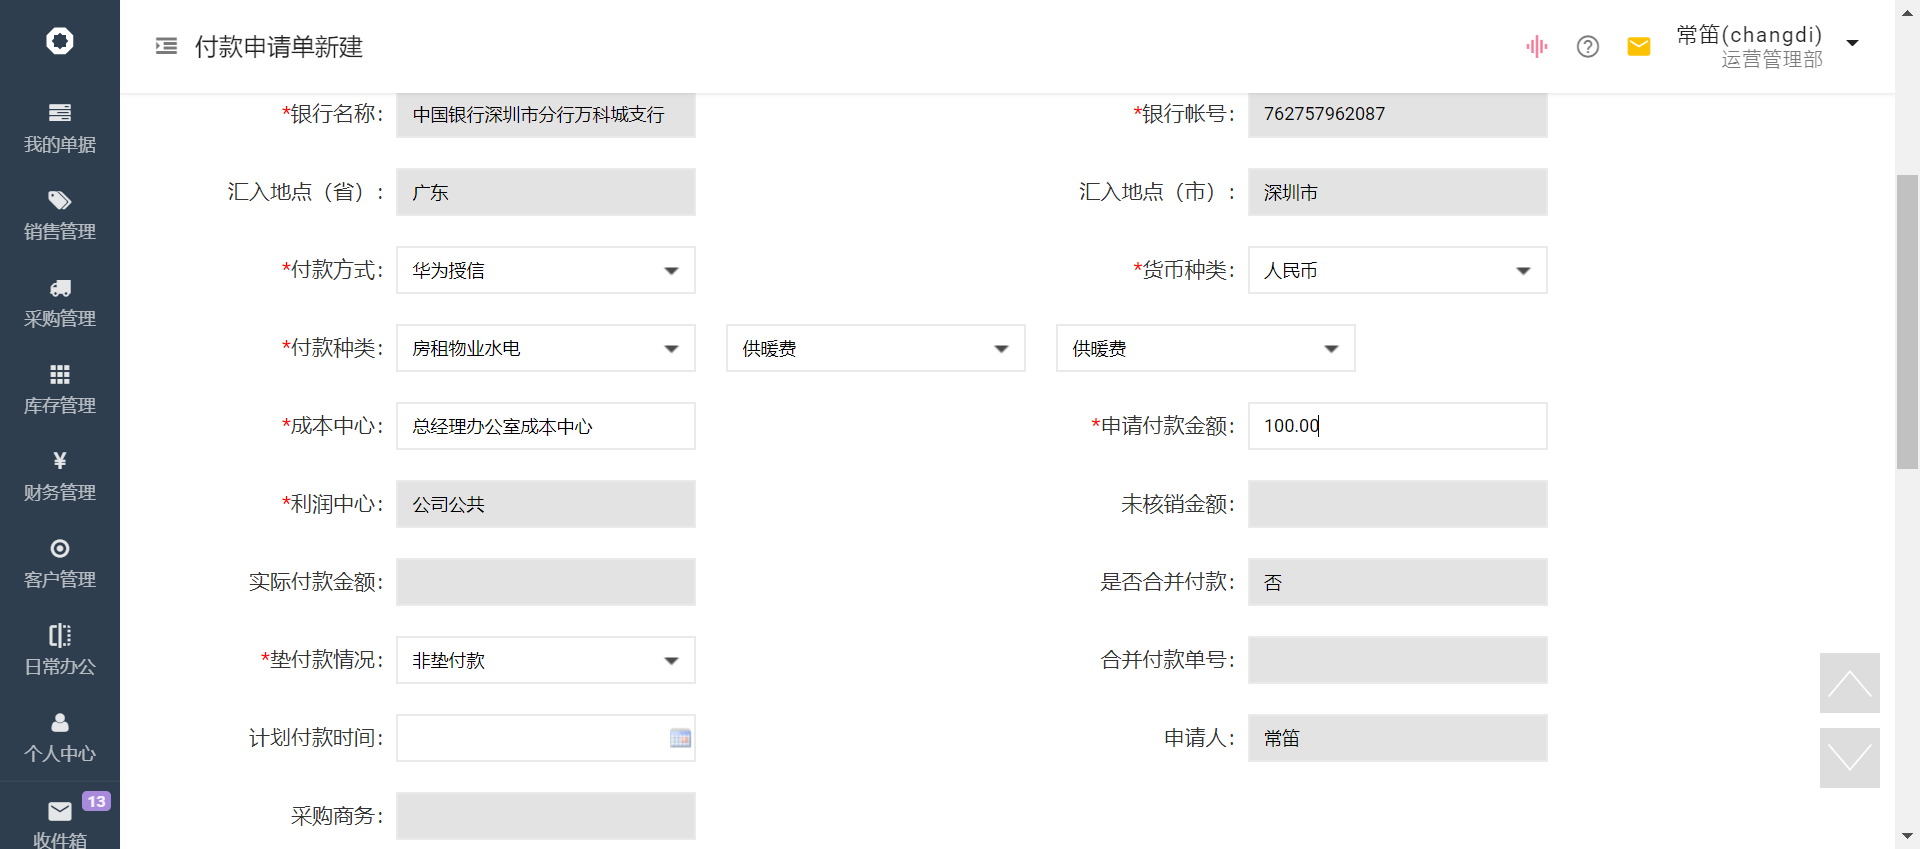 付款申请单新建
常笛(changdi)
运营管理部
我的单据
销售管理
采购管理
库存管理
¥
财务管理
客户管理
日常办公
个人中心
13
收件箱
*银行名称: 中国银行深圳市分行万科城支行 *银行帐号: 762757962087
汇入地点（省）: 广东 汇入地点（市）: 深圳市
*付款方式: 华为授信 *货币种类: 人民币
*付款种类: 房租物业水电 供暖费 供暖费
*成本中心: 总经理办公室成本中心 *申请付款金额: 100.00
*利润中心: 公司公共 未核销金额:
实际付款金额: 是否合并付款: 否
*垫付款情况: 非垫付款 合并付款单号:
计划付款时间: 申请人: 常笛
采购商务: